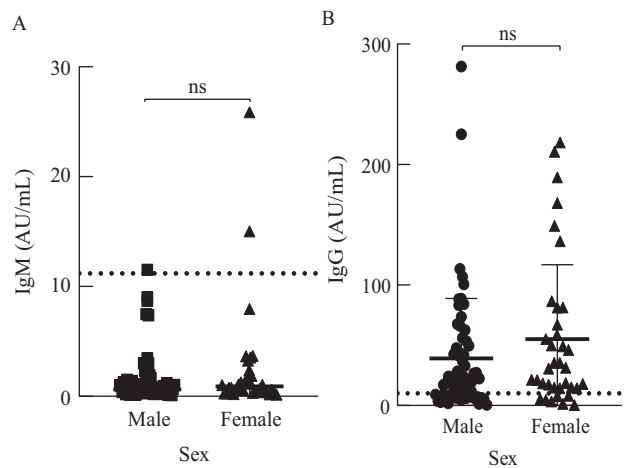 A
IgM (AU/mL)
30
20
10
0
ns
Male
Female
Sex
B
IgG (AU/mL)
300
200
100
0
ns
Male
Female
Sex